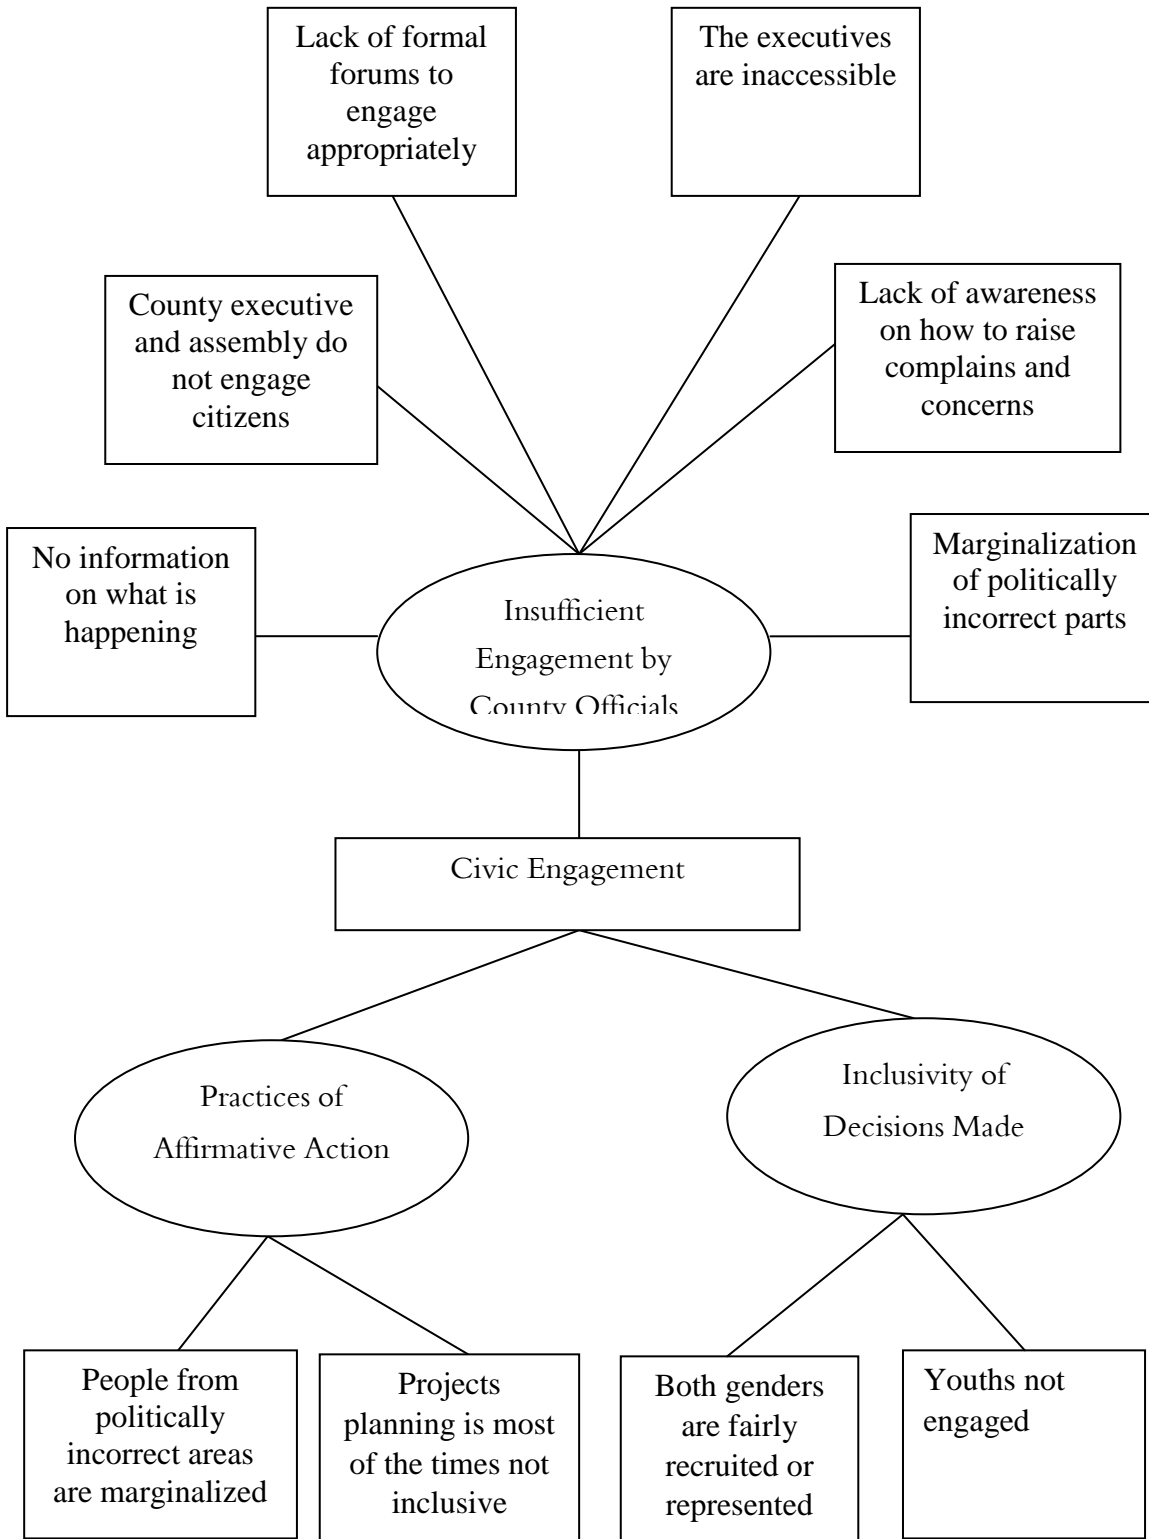 Lack of formal
forums to
engage
appropriately
The executives
are inaccessible
County executive
and assembly do
not engage
citizens
Lack of awareness
on how to raise
complains and
concerns
No information
on what is
happening
Insufficient
Engagement by
County Officials
Marginalization
of politically
incorrect parts
Civic Engagement
Practices of
Affirmative Action
Inclusivity of
Decisions Made
People from
politically
incorrect areas
are marginalized
Projects
planning is most
of the times not
inclusive
Both genders
are fairly
recruited or
represented
Youths not
engaged